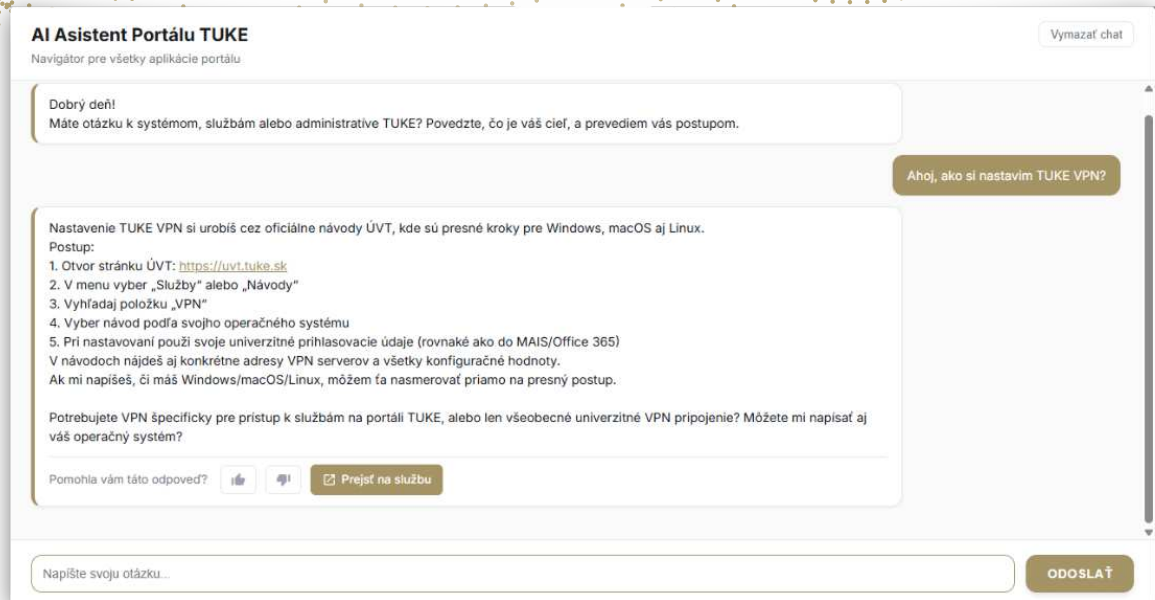 AI Asistent Portálu TUKE
Vymazať chat
Navigátor pre všetky aplikácie portálu
Dobrý deň!
Máte otázku k systémom, službám alebo administratíve TUKE? Povedzte, čo je váš cieľ, a prevediem vás postupom.
Ahoj, ako si nastavim TUKE VPN?
Nastavenie TUKE VPN si urobíš cez oficiálne návody ÚVT, kde sú presné kroky pre Windows, macOS aj Linux.
Postup:
1. Otvor stránku ÚVT: https://uvt.tuke.sk
2. V menu vyber „Služby" alebo „Návody"
3. Vyhľadaj položku „VPN"
4. Vyber návod podľa svojho operačného systému
5. Pri nastavovaní použi svoje univerzitné prihlasovacie údaje (rovnaké ako do MAIS/Office 365)
V návodoch nájdeš aj konkrétne adresy VPN serverov a všetky konfiguračné hodnoty.
Ak mi napíšeš, či máš Windows/macOS/Linux, môžem ťa nasmerovať priamo na presný postup.
Potrebujete VPN špecificky pre prístup k službám na portáli TUKE, alebo len všeobecné univerzitné VPN pripojenie? Môžete mi napísať aj
váš operačný systém?
Pomohla vám táto odpoveď?
Prejsť na službu
Napíšte svoju otázku...
ODOSLAŤ